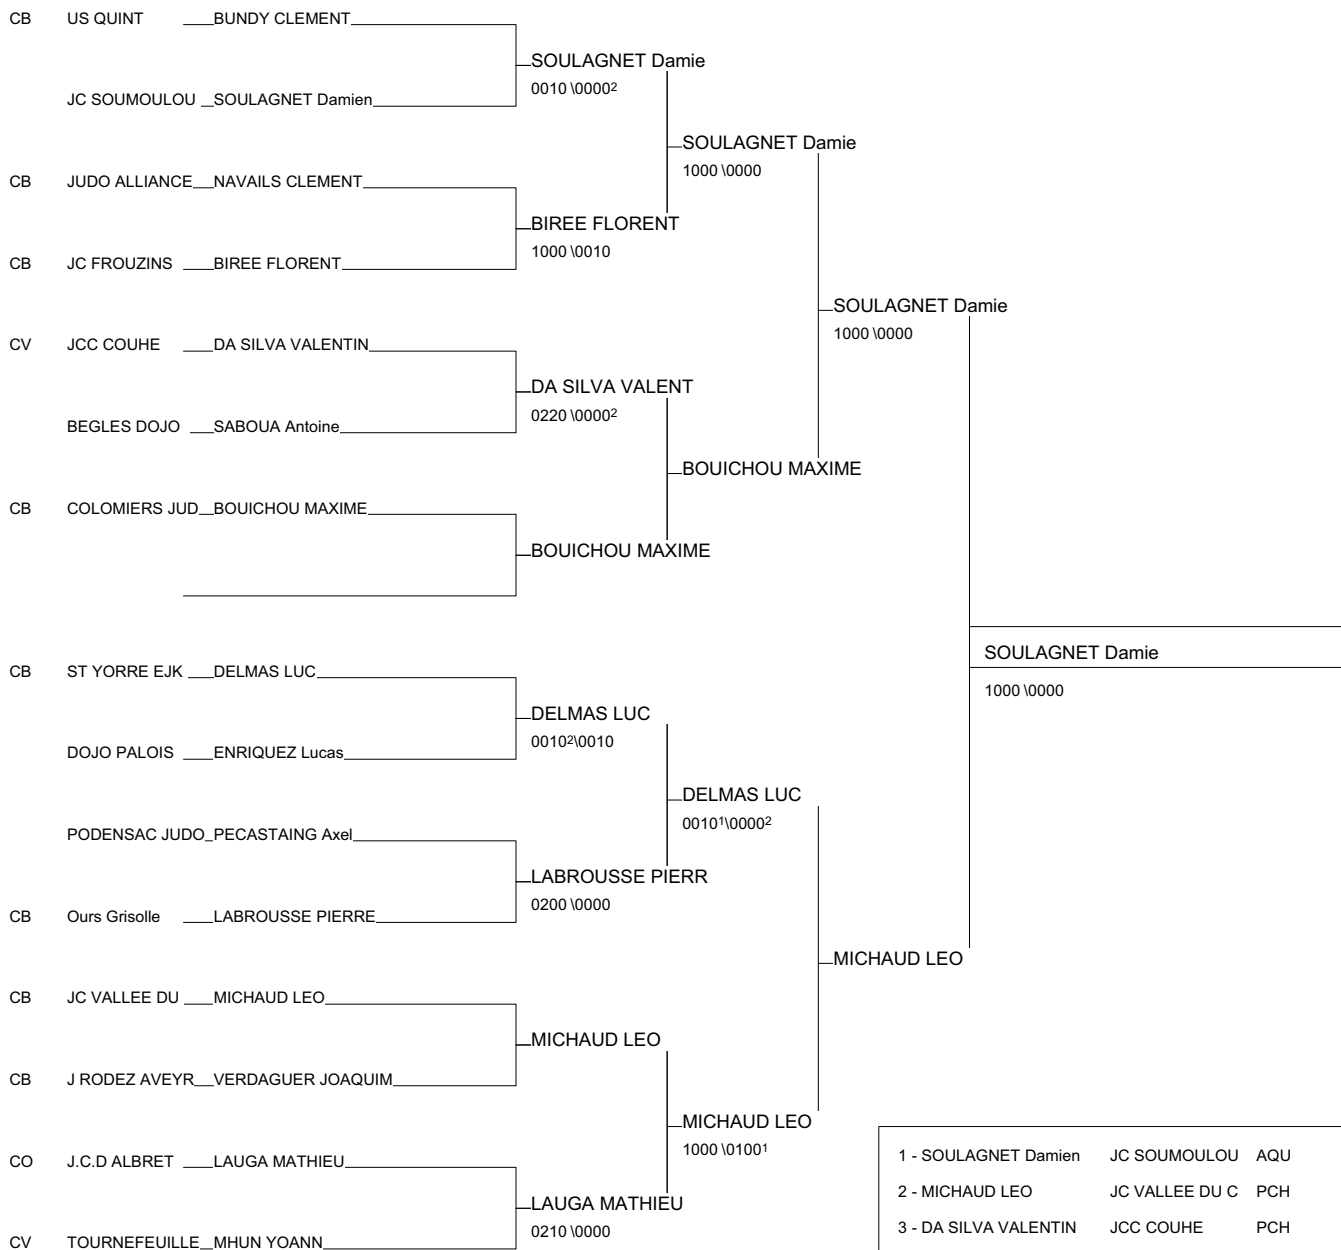 CB US QUINT BUNDY CLEMENT
SOULAGNET Damie
0010 \0000²
JC SOUMOULOU SOULAGNET Damien
SOULAGNET Damie
1000 \0000
CB JUDO ALLIANCE NAVAILS CLEMENT
BIREE FLORENT
1000 \0010
CB JC FROUZINS BIREE FLORENT
SOULAGNET Damie
1000 \0000
CV JCC COUHE DA SILVA VALENTIN
DA SILVA VALENT
0220 \0000²
BEGLES DOJO SABOUA Antoine
BOUICHOU MAXIME
CB COLOMIERS JUD BOUICHOU MAXIME
BOUICHOU MAXIME
SOULAGNET Damie
1000 \0000
CB ST YORRE EJK DELMAS LUC
DELMAS LUC
0010²\0010
DOJO PALOIS ENRIQUEZ Lucas
DELMAS LUC
0010¹\0000²
PODENSAC JUDO PECASTAING Axel
LABROUSSE PIERR
0200 \0000
CB Ours Grisolle LABROUSSE PIERRE
MICHAUD LEO
CB JC VALLEE DU MICHAUD LEO
MICHAUD LEO
CB J RODEZ AVEYR VERDAGUER JOAQUIM
MICHAUD LEO
1000 \0100¹
CO J.C.D ALBRET LAUGA MATHIEU
LAUGA MATHIEU
0210 \0000
CV TOURNEFEUILLE MHUN YOANN
1 - SOULAGNET Damien JC SOUMOULOU AQU
2 - MICHAUD LEO JC VALLEE DU C PCH
3 - DA SILVA VALENTIN JCC COUHE PCH